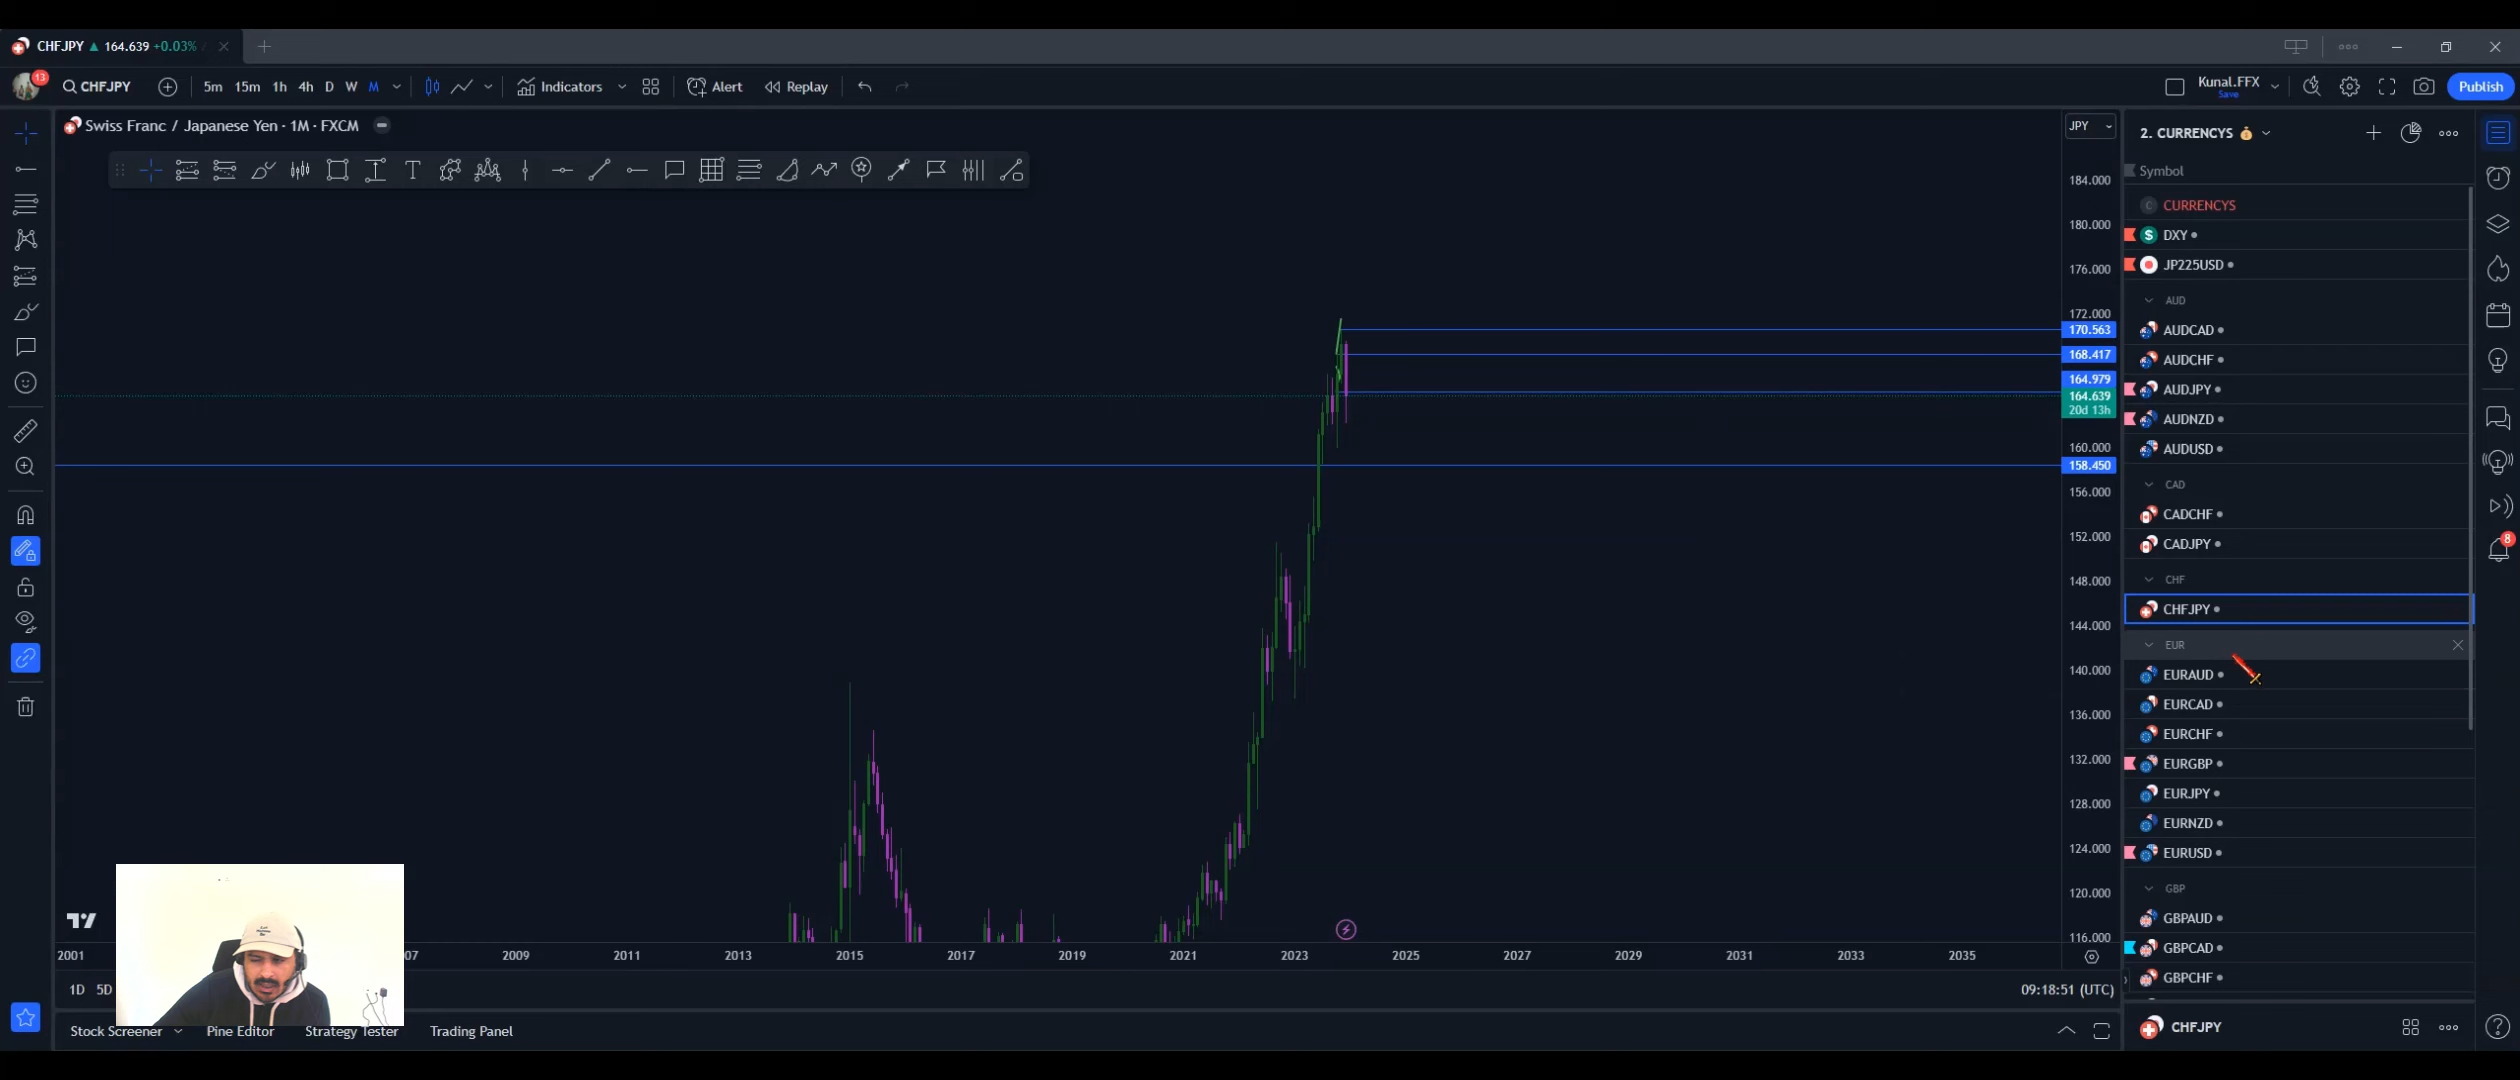 CHFJPY ▲ 164.639 +0.03%
13 CHFJPY 5m 15m 1h 4h D W M Indicators Alert Replay Kunal.FFX Save Publish
Swiss Franc / Japanese Yen · 1M · FXCM
JPY
184.000
180.000
176.000
172.000
170.563
168.417
164.979
164.639
20d 13h
160.000
158.450
156.000
152.000
148.000
144.000
140.000
136.000
132.000
128.000
124.000
120.000
116.000
2001 07 2009 2011 2013 2015 2017 2019 2021 2023 2025 2027 2029 2031 2033 2035
1D 5D
09:18:51 (UTC)
Stock Screener Pine Editor Strategy Tester Trading Panel
2. CURRENCYS
Symbol
C CURRENCYS
$ DXY
JP225USD
AUD
AUDCAD
AUDCHF
AUDJPY
AUDNZD
AUDUSD
CAD
CADCHF
CADJPY
CHF
CHFJPY
EUR
EURAUD
EURCAD
EURCHF
EURGBP
EURJPY
EURNZD
EURUSD
GBP
GBPAUD
GBPCAD
GBPCHF
CHFJPY
8